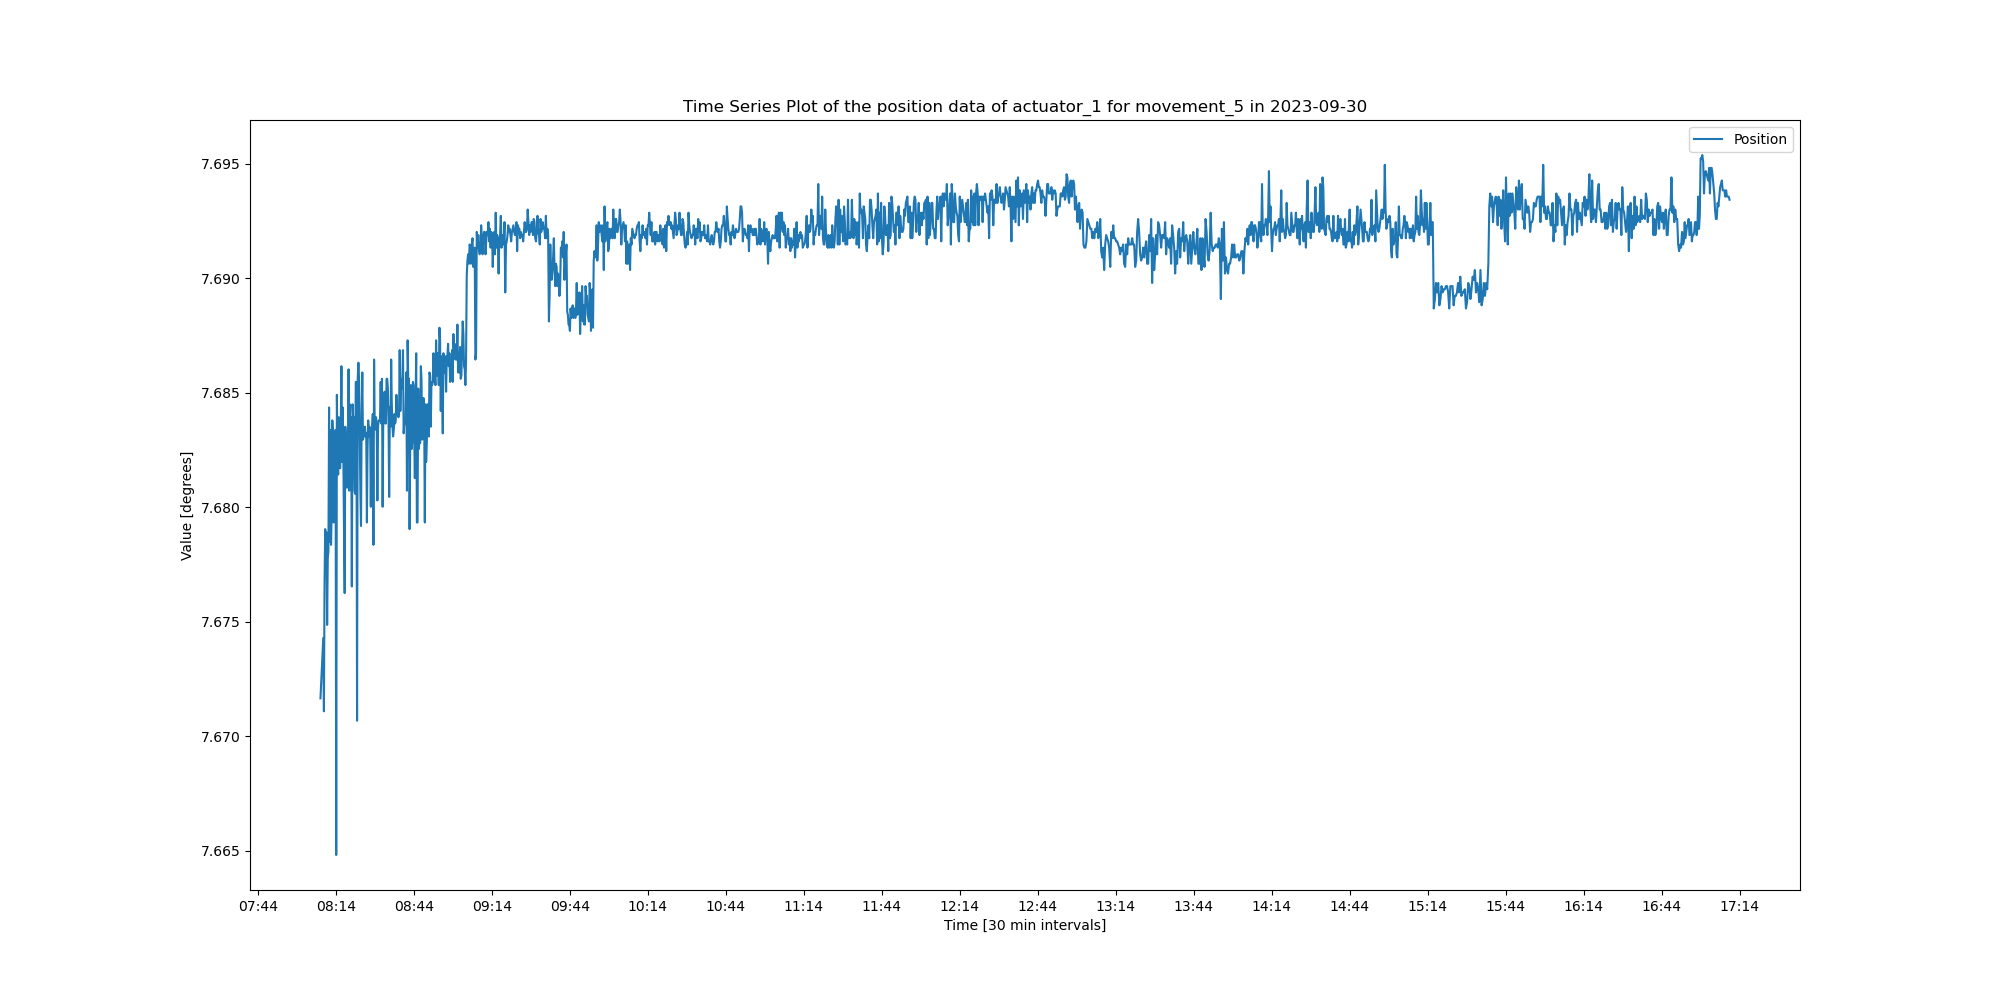 Time Series Plot of the position data of actuator_1 for movement_5 in 2023-09-30
Position
7.695
7.690
7.685
7.680
7.675
7.670
7.665
Value [degrees]
07:44 08:14 08:44 09:14 09:44 10:14 10:44 11:14 11:44 12:14 12:44 13:14 13:44 14:14 14:44 15:14 15:44 16:14 16:44 17:14
Time [30 min intervals]